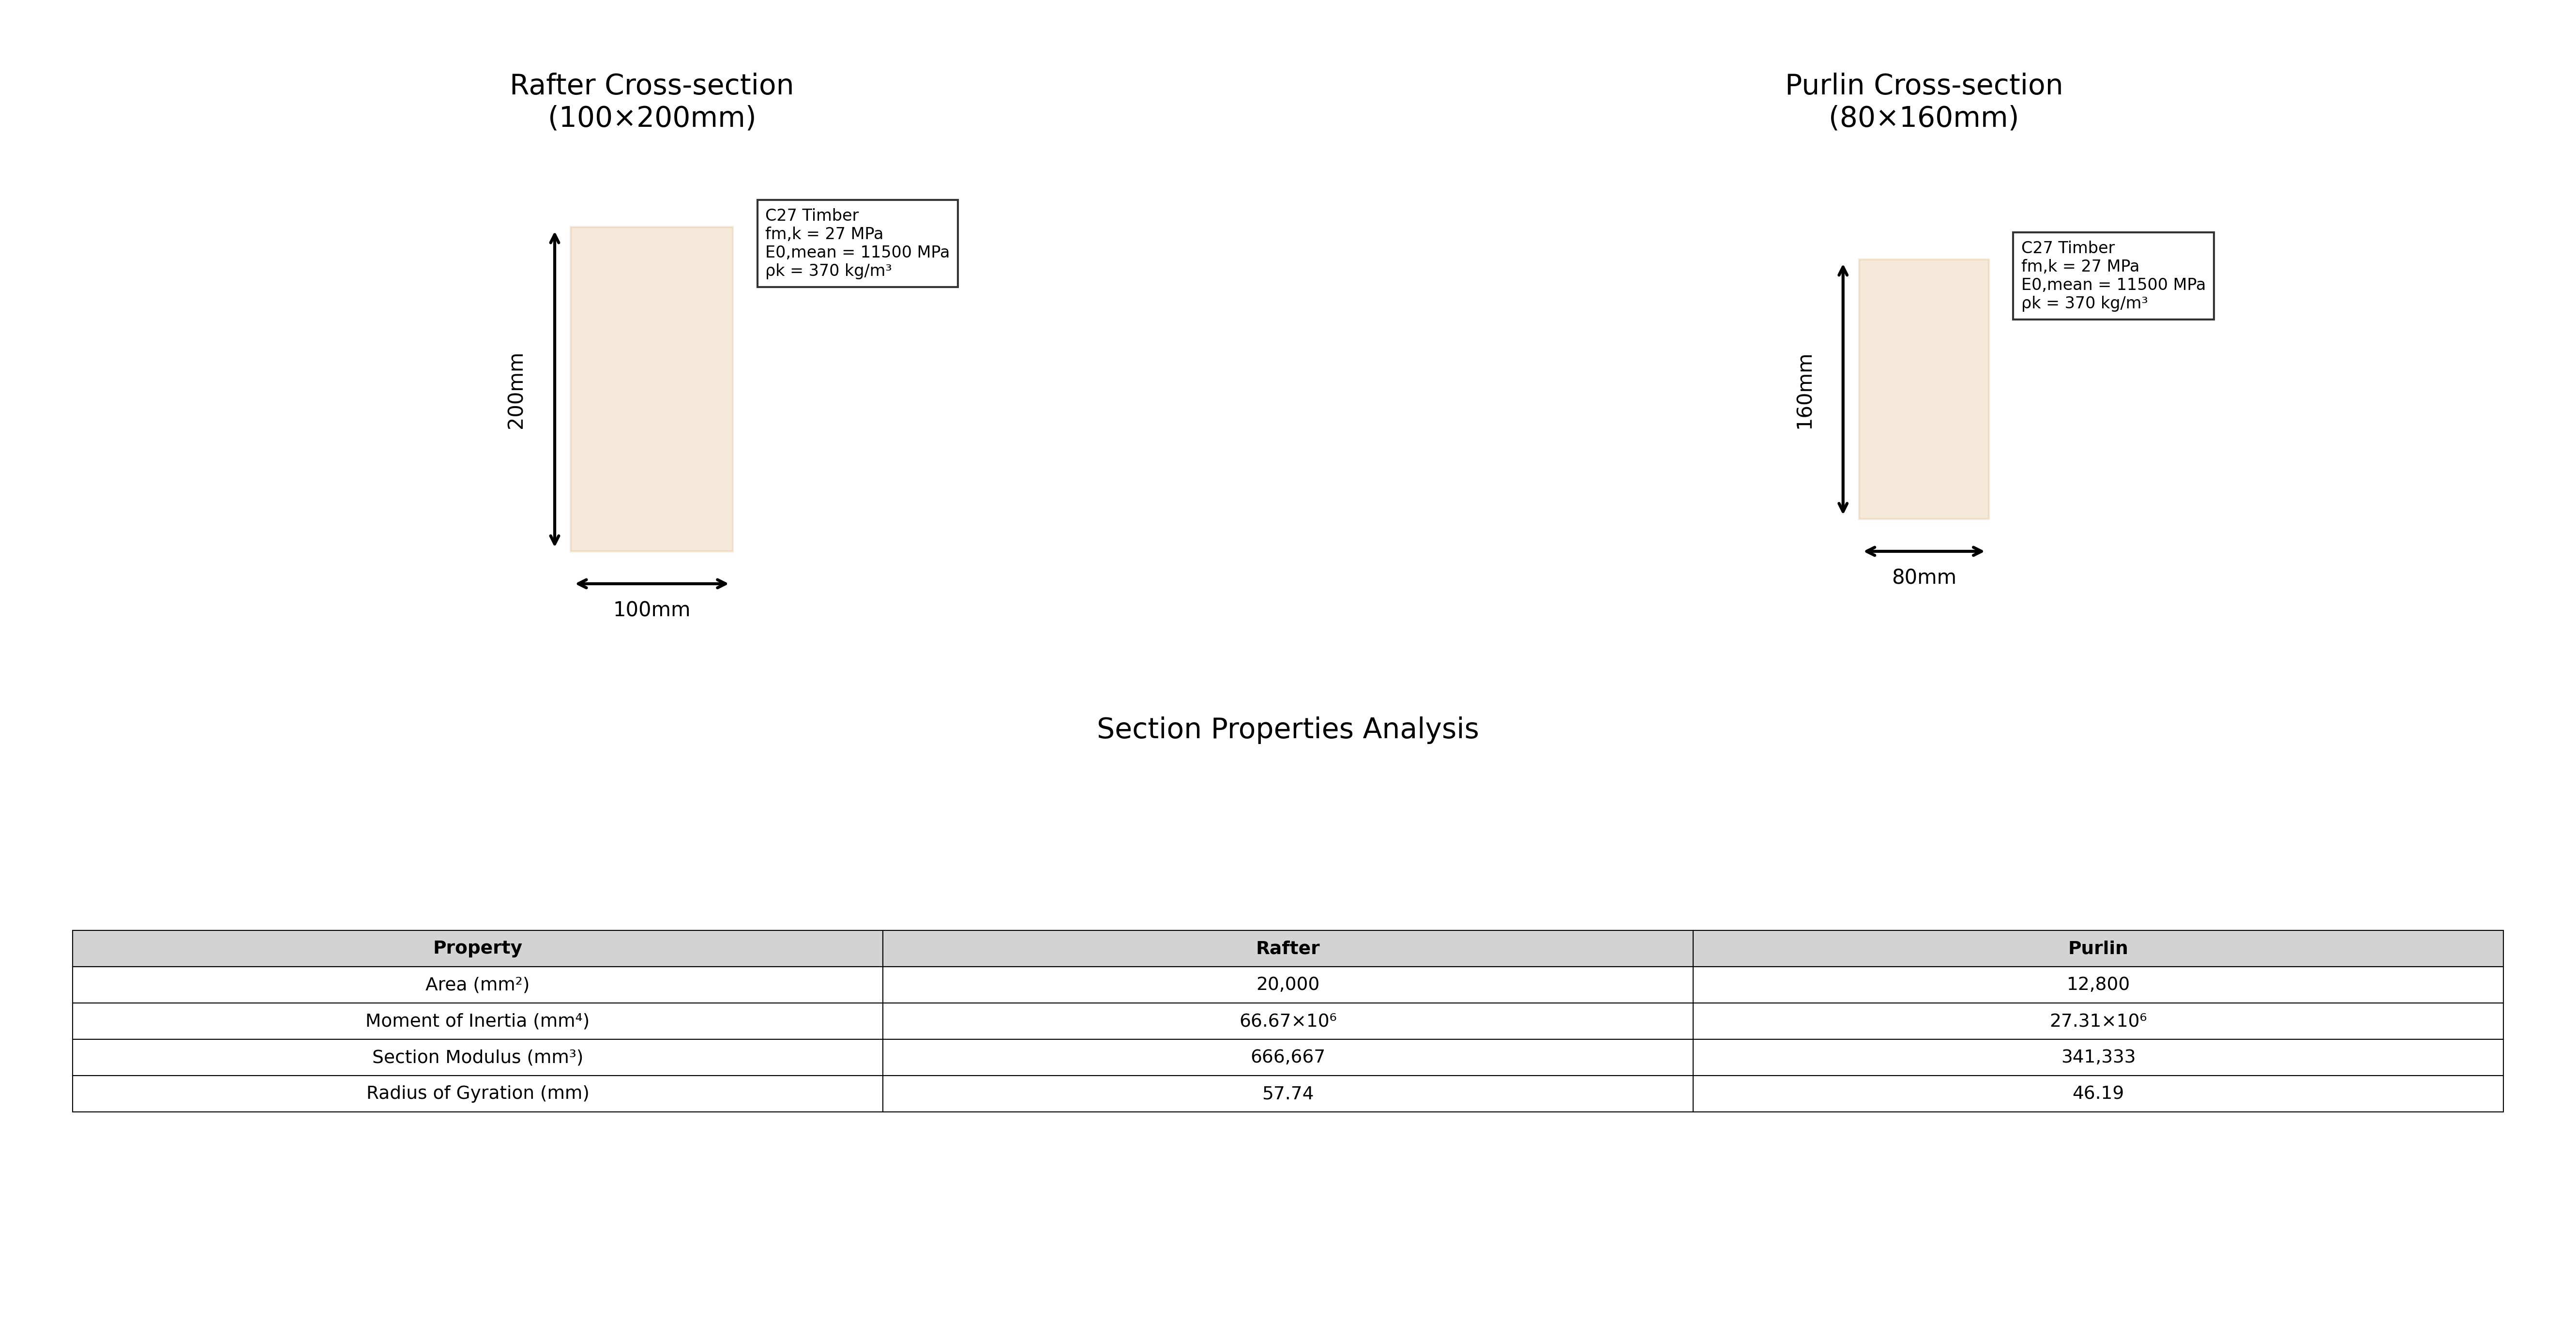 Rafter Cross-section
(100×200mm)
C27 Timber
fm,k = 27 MPa
E0,mean = 11500 MPa
ρk = 370 kg/m³
200mm
100mm
Purlin Cross-section
(80×160mm)
C27 Timber
fm,k = 27 MPa
E0,mean = 11500 MPa
ρk = 370 kg/m³
160mm
80mm
Section Properties Analysis
Property Rafter Purlin
Area (mm²) 20,000 12,800
Moment of Inertia (mm⁴) 66.67×10⁶ 27.31×10⁶
Section Modulus (mm³) 666,667 341,333
Radius of Gyration (mm) 57.74 46.19